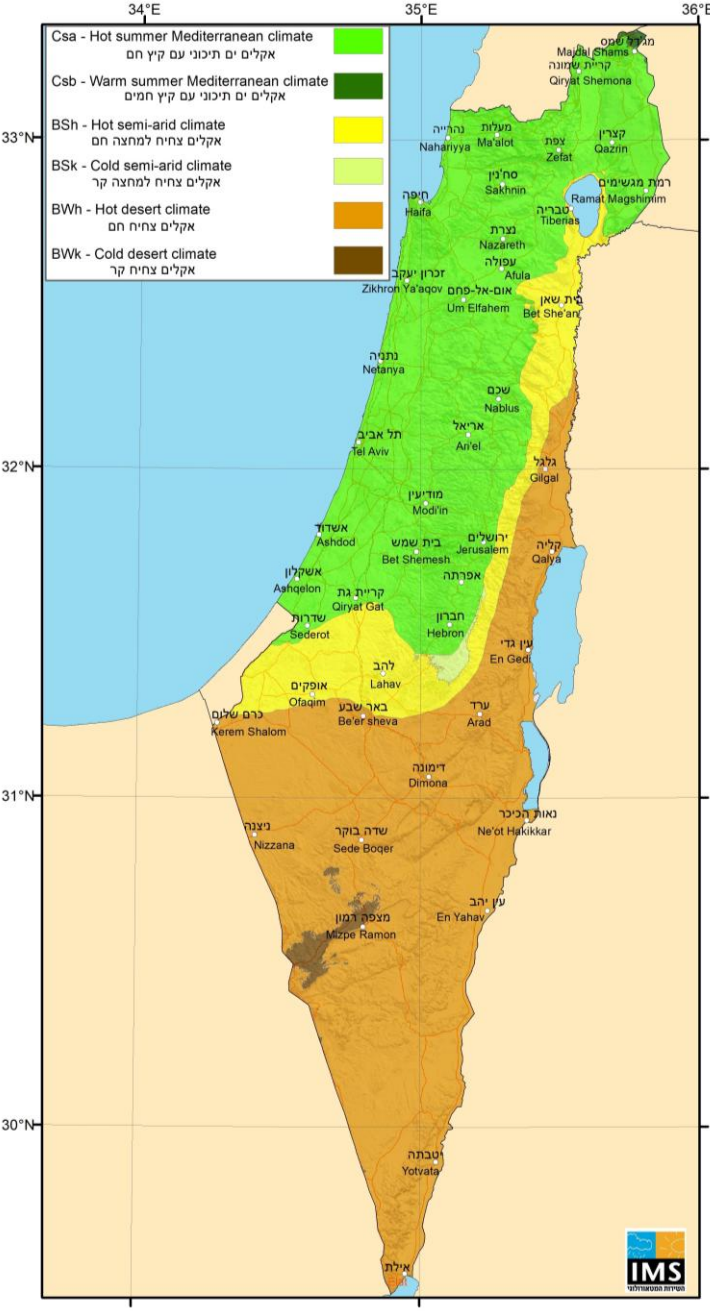 34°E
35°E
36°E
Csa - Hot summer Mediterranean climate
אקלים ים תיכוני עם קיץ חם
Csb - Warm summer Mediterranean climate
אקלים ים תיכוני עם קיץ חמים
BSh - Hot semi-arid climate
אקלים צחיח למחצה חם
BSk - Cold semi-arid climate
אקלים צחיח למחצה קר
BWh - Hot desert climate
אקלים צחיח חם
BWk - Cold desert climate
אקלים צחיח קר
מג'דל שמס
Majdal Shams
קריית שמונה
Qiryat Shemona
33°N
נהרייה
Nahariyya
מעלות
Ma'alot
צפת
Zefat
קצרין
Qazrin
סח'נין
Sakhnin
רמת מגשימים
Ramat Magshimim
חיפה
Haifa
טבריה
Tiberias
נצרת
Nazareth
עפולה
Afula
זכרון יעקב
Zikhron Ya'aqov
אום-אל-פחם
Um Elfahem
בית שאן
Bet She'an
נתניה
Netanya
שכם
Nablus
אריאל
Ari'el
תל אביב
Tel Aviv
32°N
גלגל
Gilgal
מודיעין
Modi'in
אשדוד
Ashdod
בית שמש
Bet Shemesh
ירושלים
Jerusalem
קליה
Qalya
אשקלון
Ashqelon
אפרתה
קריית גת
Qiryat Gat
שדרות
Sederot
חברון
Hebron
עין גדי
En Gedi
להב
Lahav
אופקים
Ofaqim
באר שבע
Be'er sheva
ערד
Arad
כרם שלום
Kerem Shalom
דימונה
Dimona
31°N
נאות הכיכר
Ne'ot Hakikkar
ניצנה
Nizzana
שדה בוקר
Sede Boqer
עין יהב
En Yahav
מצפה רמון
Mizpe Ramon
30°N
יטבתה
Yotvata
אילת
Elat
IMS
השירות המטאורולוגי